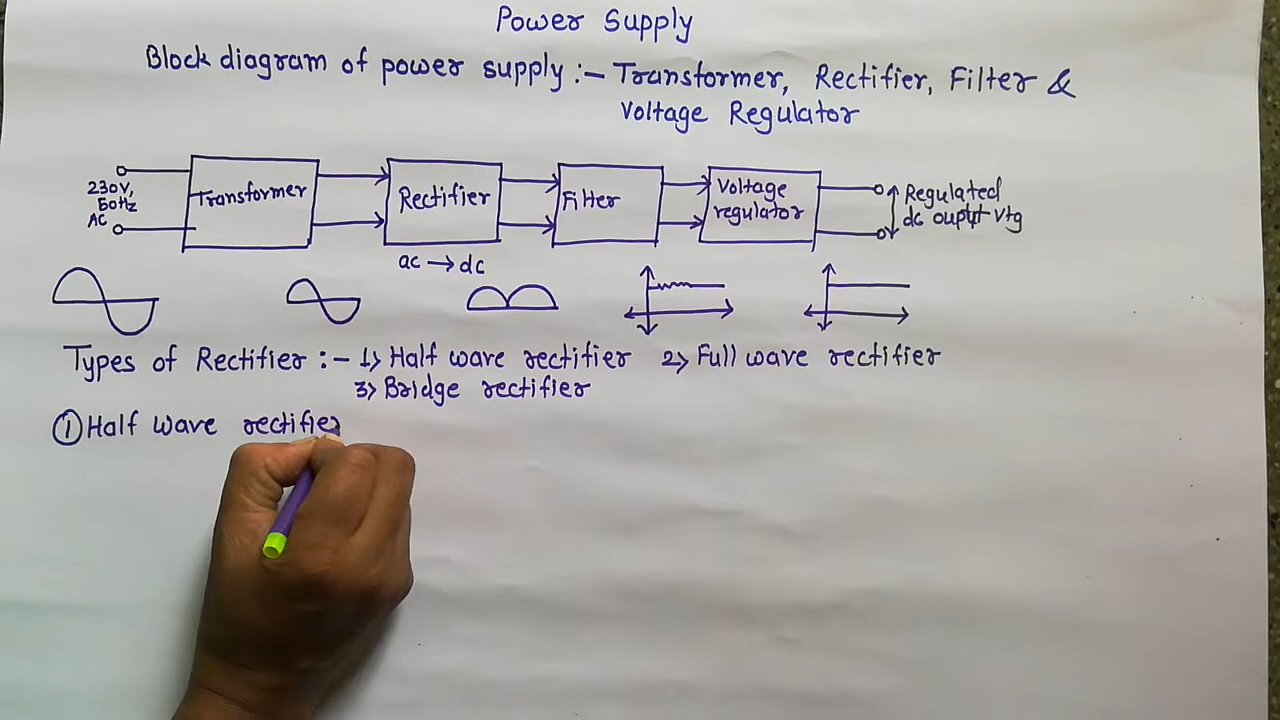 Power Supply
Block diagram of power supply :- Transformer, Rectifier, Filter &
Voltage Regulator
230V,
50Hz
AC
Transformer
Rectifier
Filter
Voltage
regulator
Regulated
dc ouptut Vtg
ac → dc
Types of Rectifier :- 1) Half wave rectifier 2) Full wave rectifier
3) Bridge rectifier
① Half wave rectifier